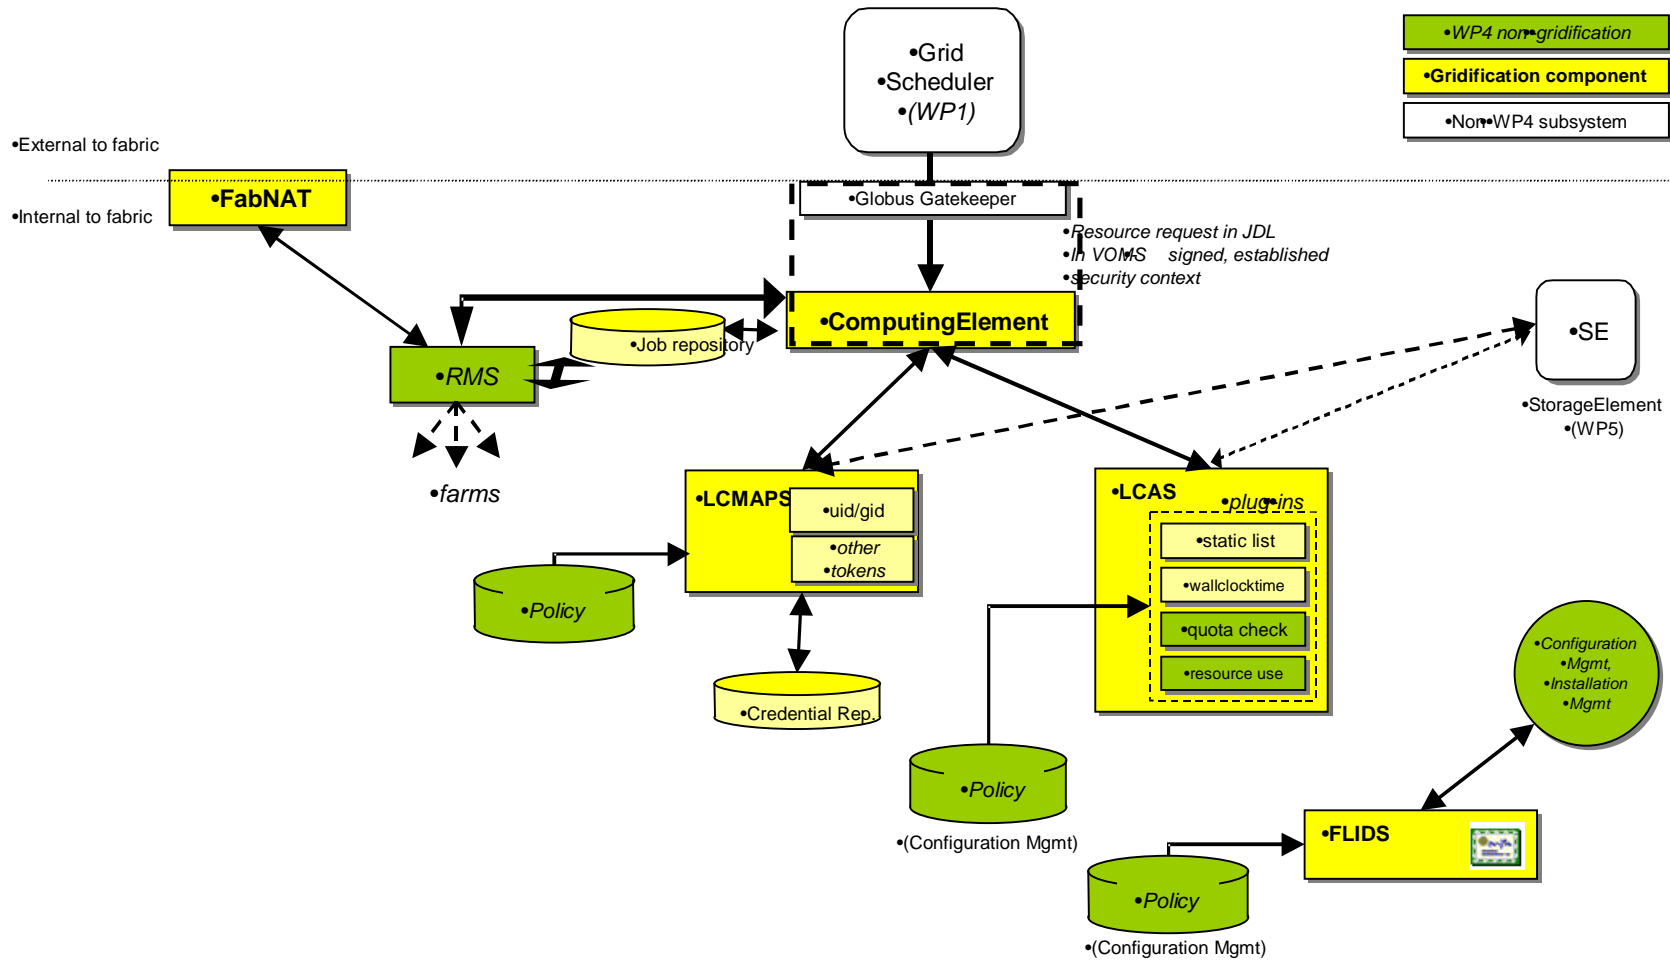 •Grid
•Scheduler
•(WP1)
•WP4 non-gridification
•Gridification component
•Non-WP4 subsystem
•External to fabric
•FabNAT
•Internal to fabric
•Globus Gatekeeper
•Resource request in JDL
•In VOMS signed, established
•security context
•ComputingElement
•Job repository
•SE
•StorageElement
•(WP5)
•RMS
•farms
•LCMAPS
•uid/gid
•other
•tokens
•LCAS
•plug-ins
•static list
•wallclocktime
•quota check
•resource use
•Policy
•Credential Rep.
•Configuration
•Mgmt,
•Installation
•Mgmt
•Policy
•(Configuration Mgmt)
•FLIDS
•Policy
•(Configuration Mgmt)